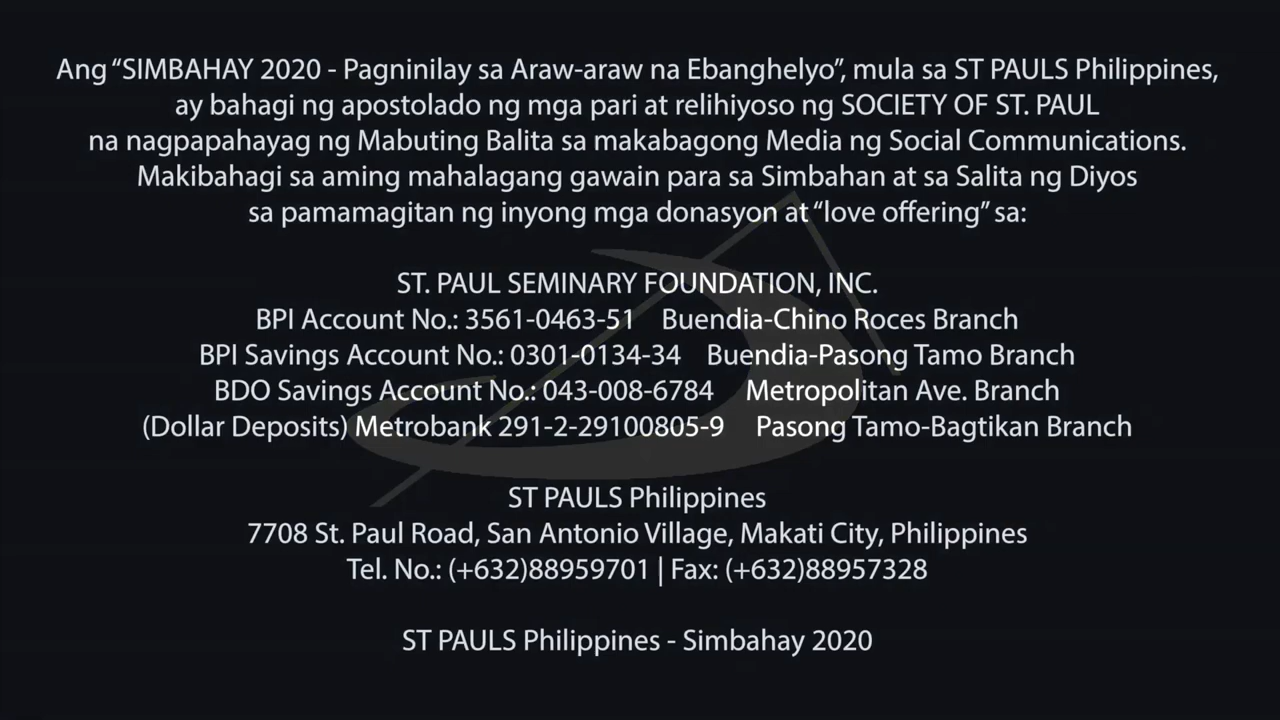 Ang “SIMBAHAY 2020 - Pagninilay sa Araw-araw na Ebanghelyo”, mula sa ST PAULS Philippines,
ay bahagi ng apostolado ng mga pari at relihiyoso ng SOCIETY OF ST. PAUL
na nagpapahayag ng Mabuting Balita sa makabagong Media ng Social Communications.
Makibahagi sa aming mahalagang gawain para sa Simbahan at sa Salita ng Diyos
sa pamamagitan ng inyong mga donasyon at “love offering” sa:
ST. PAUL SEMINARY FOUNDATION, INC.
BPI Account No.: 3561-0463-51 Buendia-Chino Roces Branch
BPI Savings Account No.: 0301-0134-34 Buendia-Pasong Tamo Branch
BDO Savings Account No.: 043-008-6784 Metropolitan Ave. Branch
(Dollar Deposits) Metrobank 291-2-29100805-9 Pasong Tamo-Bagtikan Branch
ST PAULS Philippines
7708 St. Paul Road, San Antonio Village, Makati City, Philippines
Tel. No.: (+632)88959701 | Fax: (+632)88957328
ST PAULS Philippines - Simbahay 2020